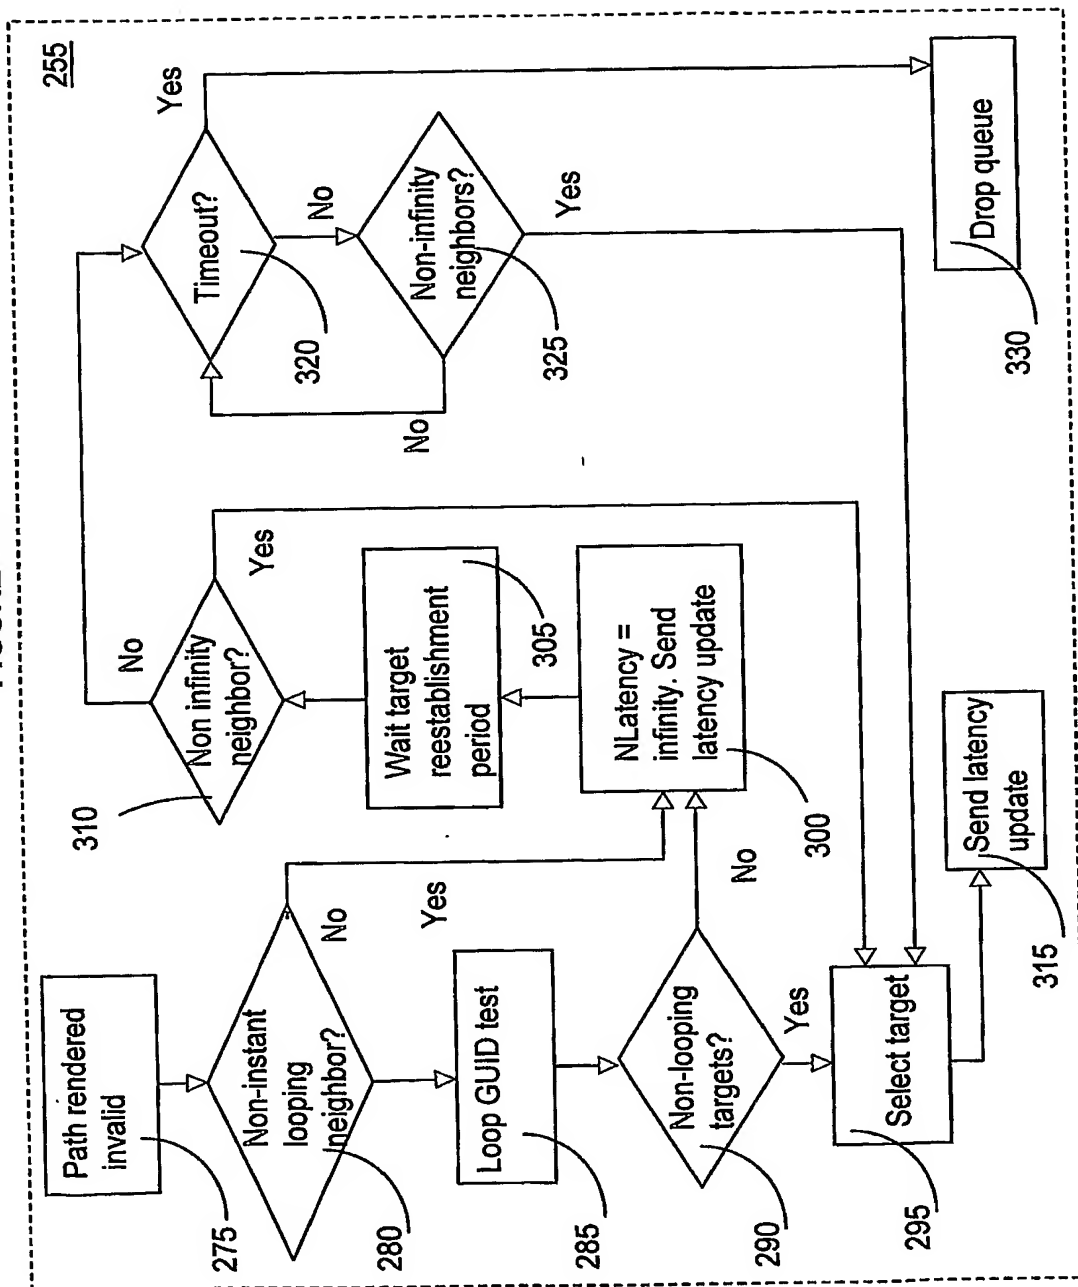 255
Path rendered
invalid
275
Non-instant
looping
neighbor?
280
No
Yes
Loop GUID test
285
Non-looping
targets?
290
No
Yes
Select target
295
Send latency
update
315
NLatency =
infinity. Send
latency update
300
Wait target
reestablishment
period
305
Non infinity
neighbor?
310
No
Yes
Timeout?
320
Yes
No
Non-infinity
neighbors?
325
No
Yes
Drop queue
330